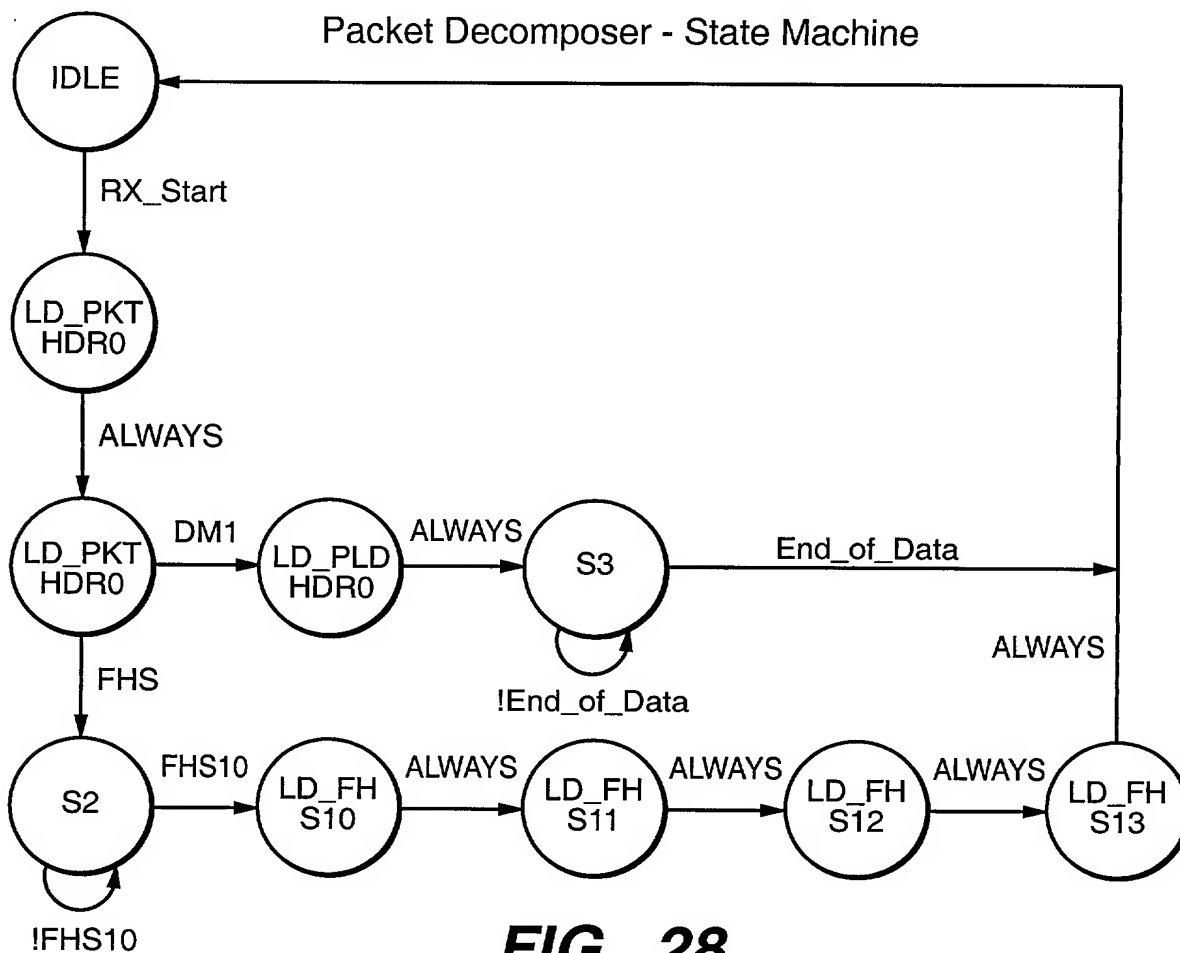 Packet Decomposer - State Machine
IDLE
RX_Start
LD_PKT
HDR0
ALWAYS
LD_PKT
HDR0
DM1
LD_PLD
HDR0
ALWAYS
S3
End_of_Data
!End_of_Data
ALWAYS
FHS
S2
!FHS10
FHS10
LD_FH
S10
ALWAYS
LD_FH
S11
ALWAYS
LD_FH
S12
ALWAYS
LD_FH
S13
FIG._28